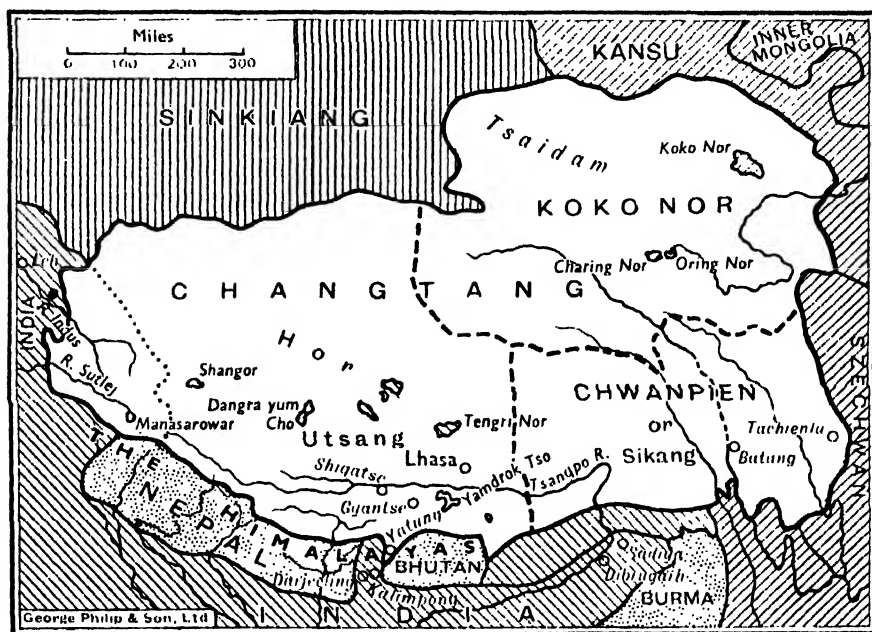 Miles
0 100 200 300
KANSU
INNER
MONGOLIA
SINKIANG
Tsaidam
Koko Nor
KOKO NOR
Charing Nor
Oring Nor
CHANGTANG
Hor
INDIA
R. Indus
R. Sutlej
Shangor
Dangra yum
Cho
Manasarowar
Utsang
Tengri Nor
Lhasa
CHWANPIEN
or
Sikang
SZECHWAN
Tachienlu
Batang
Shigatse
Gyantse
Yamdrok Tso
Tsangpo R.
Yatung
THE HIMALAYAS
NEPAL
BHUTAN
Darjeeling
Kalimpong
Sadiya
Dibrugarh
BURMA
INDIA
George Philip & Son, Ltd